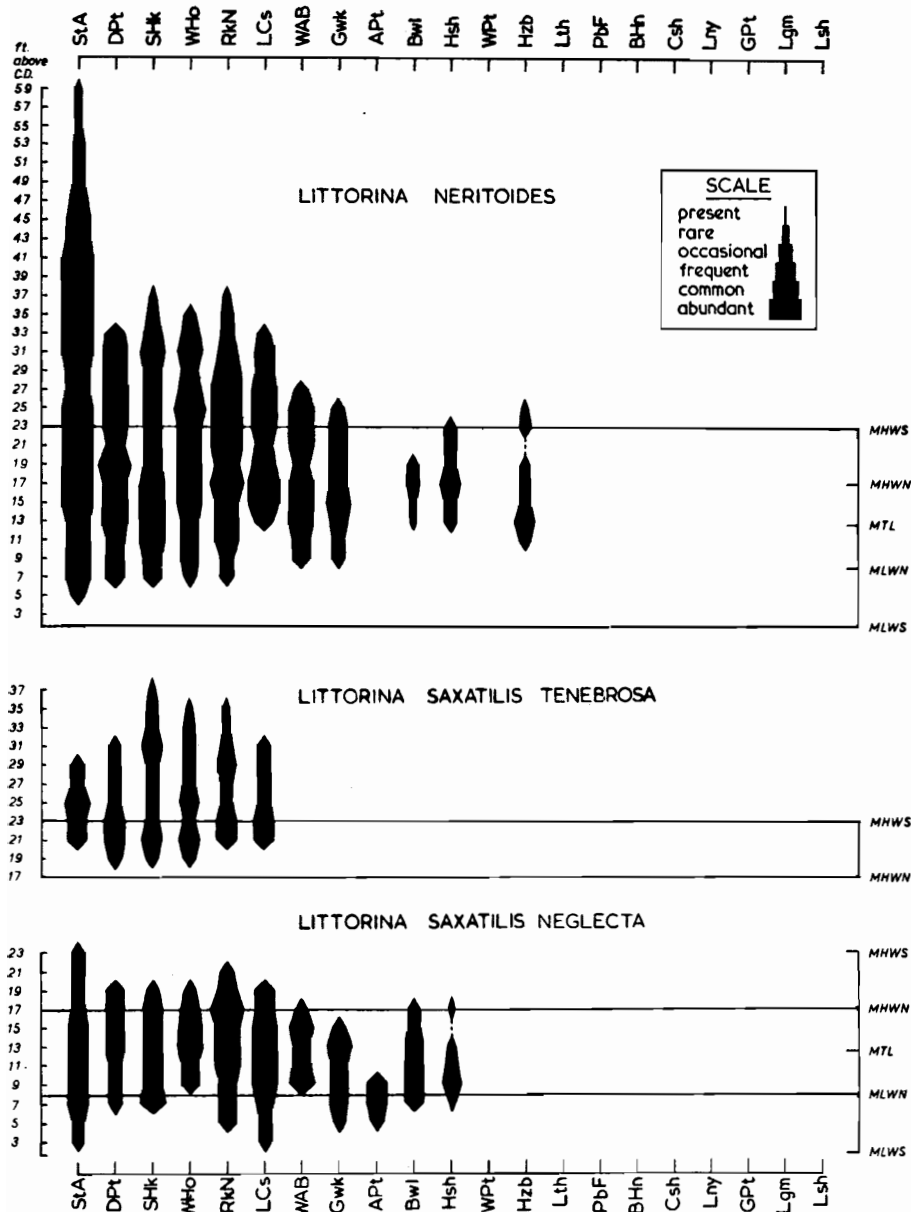 StA DPt SHk WHo RkN LCs WAB Gwk APt Bwl Hsh WPt Hzb Lth PbF BHn Csh Lny GPt Lgm Lsh
ft.
above
C.D.
59
57
55
53
51
49
47
45
43
41
39
37
35
33
31
29
27
25
23
21
19
17
15
13
11
9
7
5
3
LITTORINA NERITOIDES
SCALE
present
rare
occasional
frequent
common
abundant
MHWS
MHWN
MTL
MLWN
MLWS
LITTORINA SAXATILIS TENEBROSA
37
35
33
31
29
27
25
23
21
19
17
MHWS
MHWN
LITTORINA SAXATILIS NEGLECTA
23
21
19
17
15
13
11
9
7
5
3
MHWS
MHWN
MTL
MLWN
MLWS
StA DPt SHk WHo RkN LCs WAB Gwk APt Bwl Hsh WPt Hzb Lth PbF BHn Csh Lny GPt Lgm Lsh